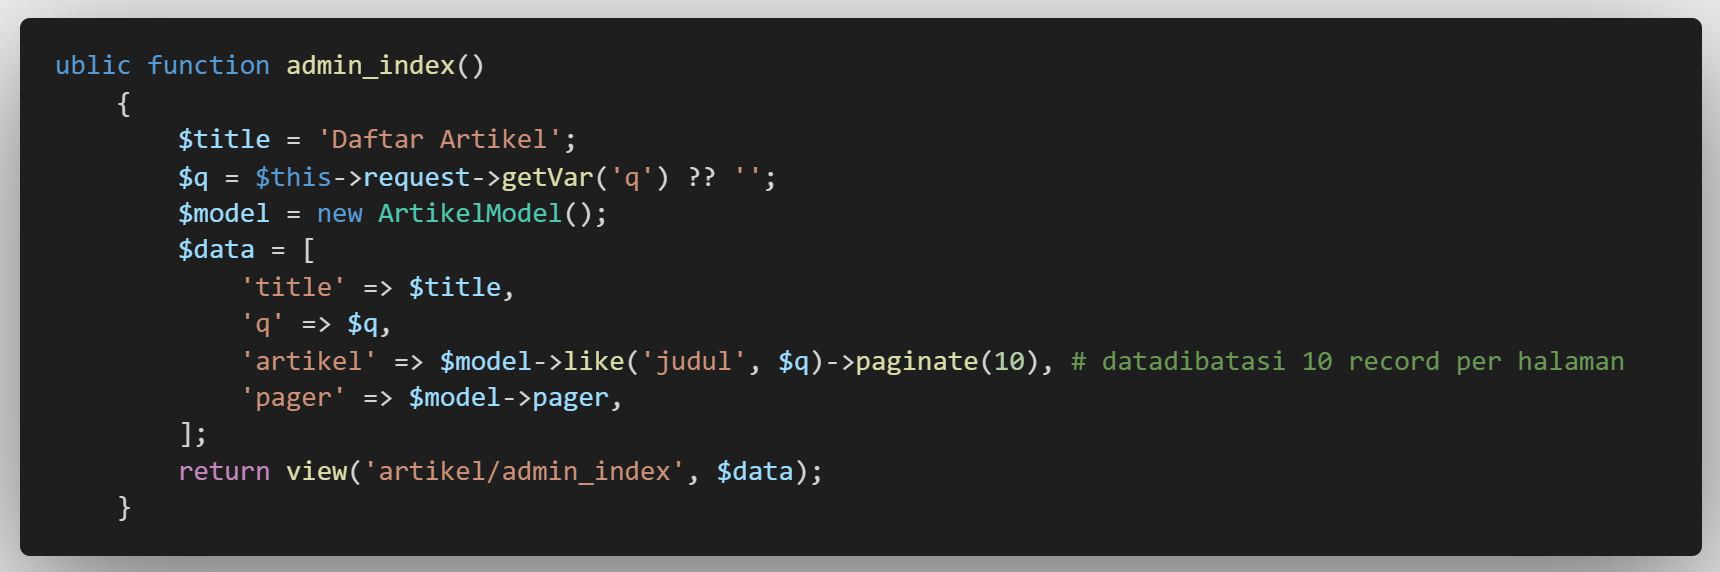 ublic function admin_index()
    {
        $title = 'Daftar Artikel';
        $q = $this->request->getVar('q') ?? '';
        $model = new ArtikelModel();
        $data = [
            'title' => $title,
            'q' => $q,
            'artikel' => $model->like('judul', $q)->paginate(10), # datadibatasi 10 record per halaman
            'pager' => $model->pager,
        ];
        return view('artikel/admin_index', $data);
    }